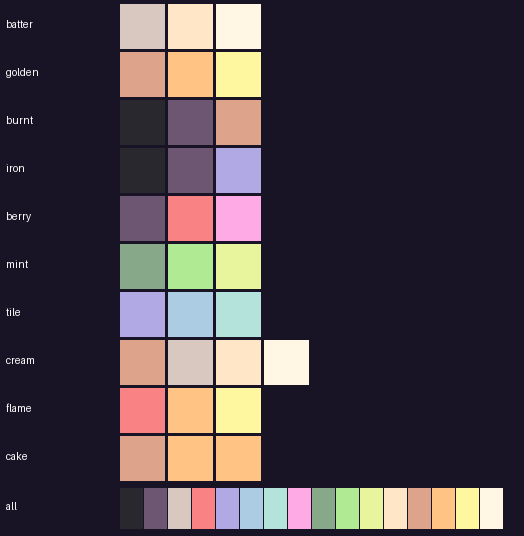 batter
golden
burnt
iron
berry
mint
tile
cream
flame
cake
all